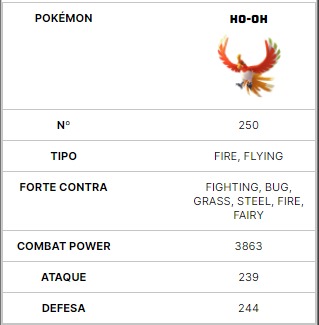 POKÉMON HO-OH
Nº 250
TIPO FIRE, FLYING
FORTE CONTRA FIGHTING, BUG,
GRASS, STEEL, FIRE,
FAIRY
COMBAT POWER 3863
ATAQUE 239
DEFESA 244